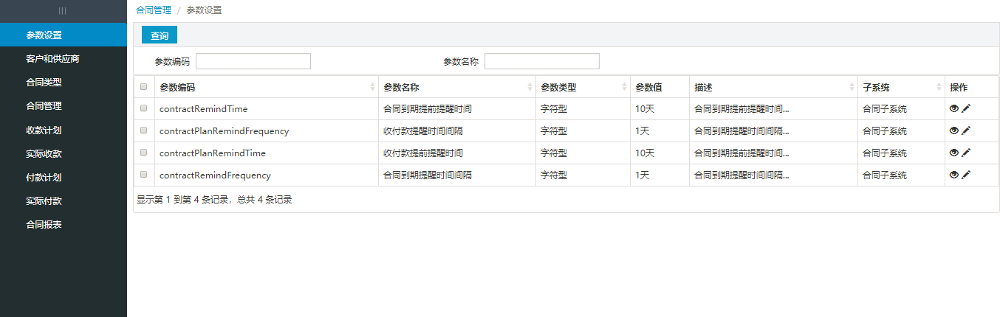 合同管理 / 参数设置
参数设置
客户和供应商
合同类型
合同管理
收款计划
实际收款
付款计划
实际付款
合同报表
查询
参数编码 参数名称
参数编码 参数名称 参数类型 参数值 描述 子系统 操作
contractRemindTime 合同到期提前提醒时间 字符型 10天 合同到期提前提醒时间... 合同子系统
contractPlanRemindFrequency 收付款提醒时间间隔 字符型 1天 合同到期提醒时间间隔... 合同子系统
contractPlanRemindTime 收付款提前提醒时间 字符型 10天 合同到期提前提醒时间... 合同子系统
contractRemindFrequency 合同到期提醒时间间隔 字符型 1天 合同到期提醒时间间隔... 合同子系统
显示第 1 到第 4 条记录，总共 4 条记录